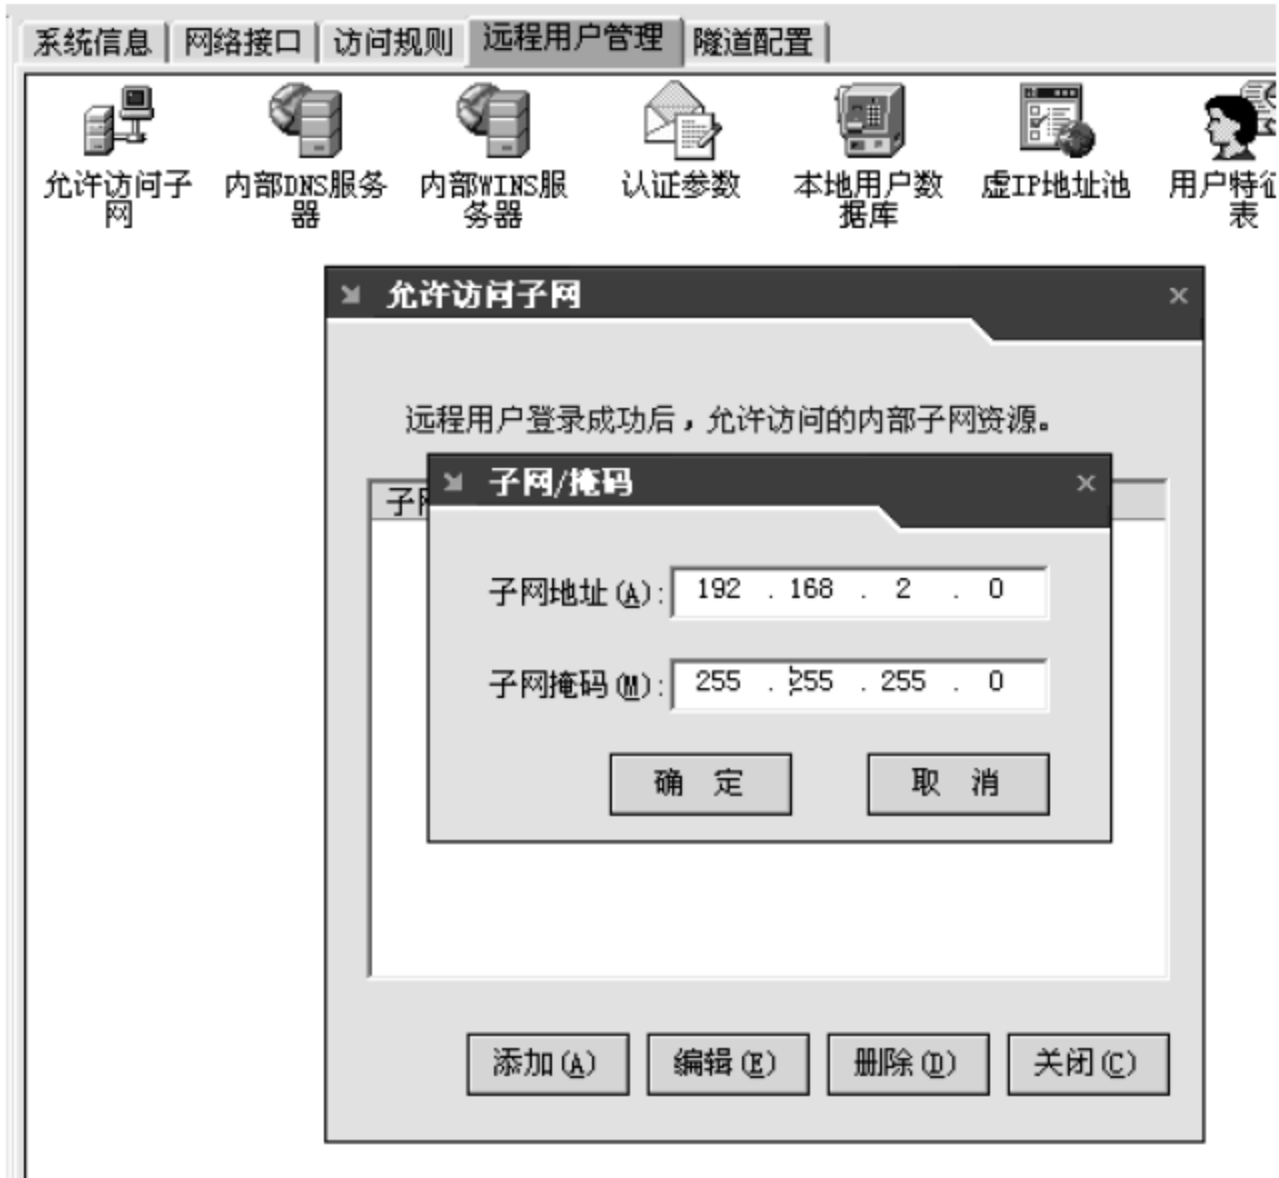 系统信息 网络接口 访问规则 远程用户管理 隧道配置
允许访问子网
内部DNS服务器
内部WINS服务器
认证参数
本地用户数据库
虚IP地址池
用户特征表
允许访问子网
远程用户登录成功后，允许访问的内部子网资源。
子网/掩码
子网地址(A): 192 . 168 . 2 . 0
子网掩码(M): 255 . 255 . 255 . 0
确 定 取 消
添加(A) 编辑(E) 删除(D) 关闭(C)